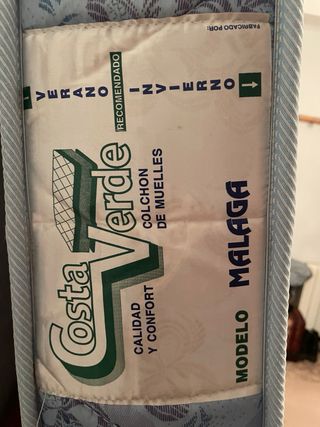 VERANO
INVIERNO
RECOMENDADO
FABRICADO POR:
Costa
Verde
COLCHON
DE MUELLES
CALIDAD
Y CONFORT
MODELO MALAGA